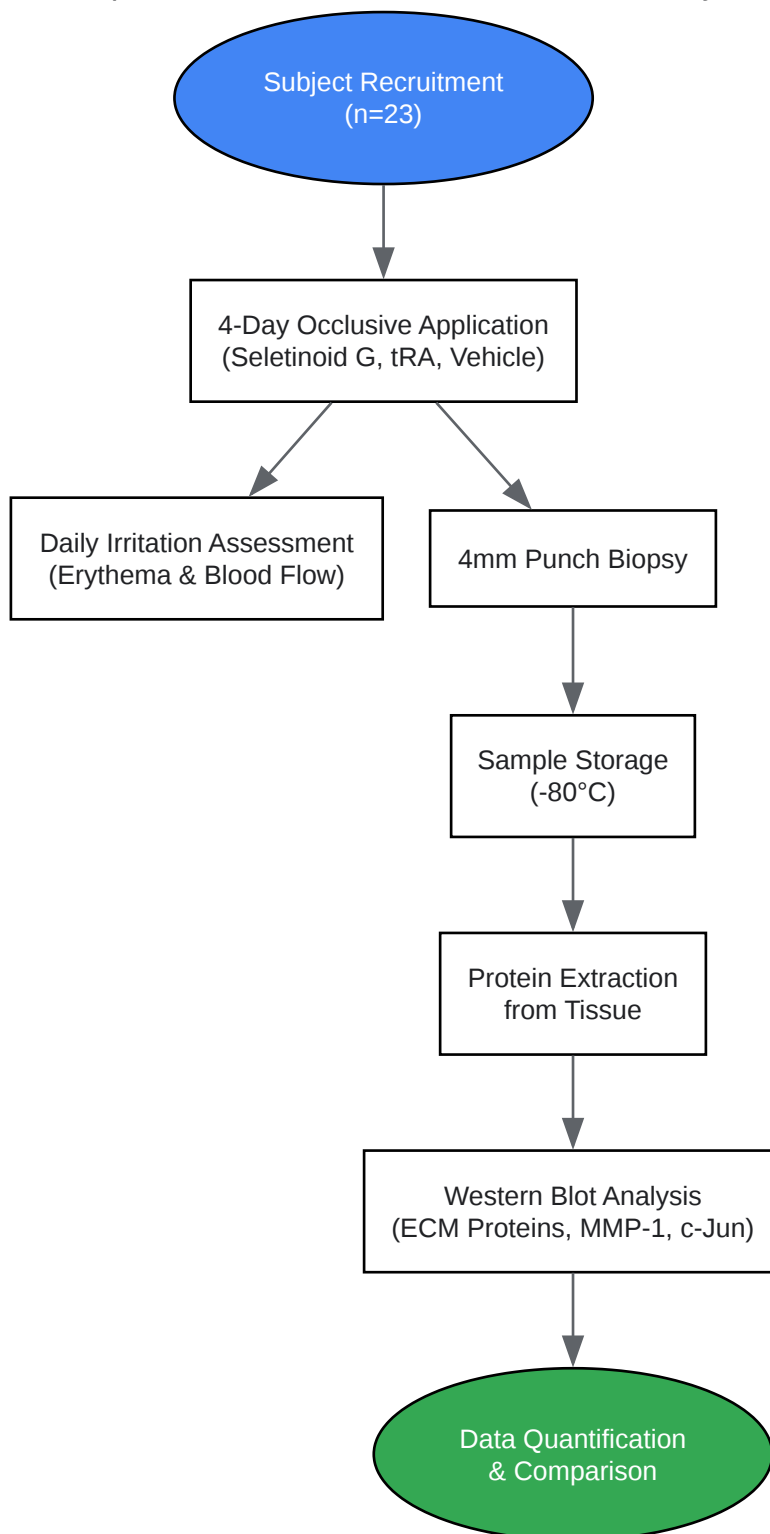 Subject Recruitment
(n=23)
4-Day Occlusive Application
(Seletinoid G, tRA, Vehicle)
Daily Irritation Assessment
(Erythema & Blood Flow)
4mm Punch Biopsy
Sample Storage
(-80°C)
Protein Extraction
from Tissue
Western Blot Analysis
(ECM Proteins, MMP-1, c-Jun)
Data Quantification
& Comparison